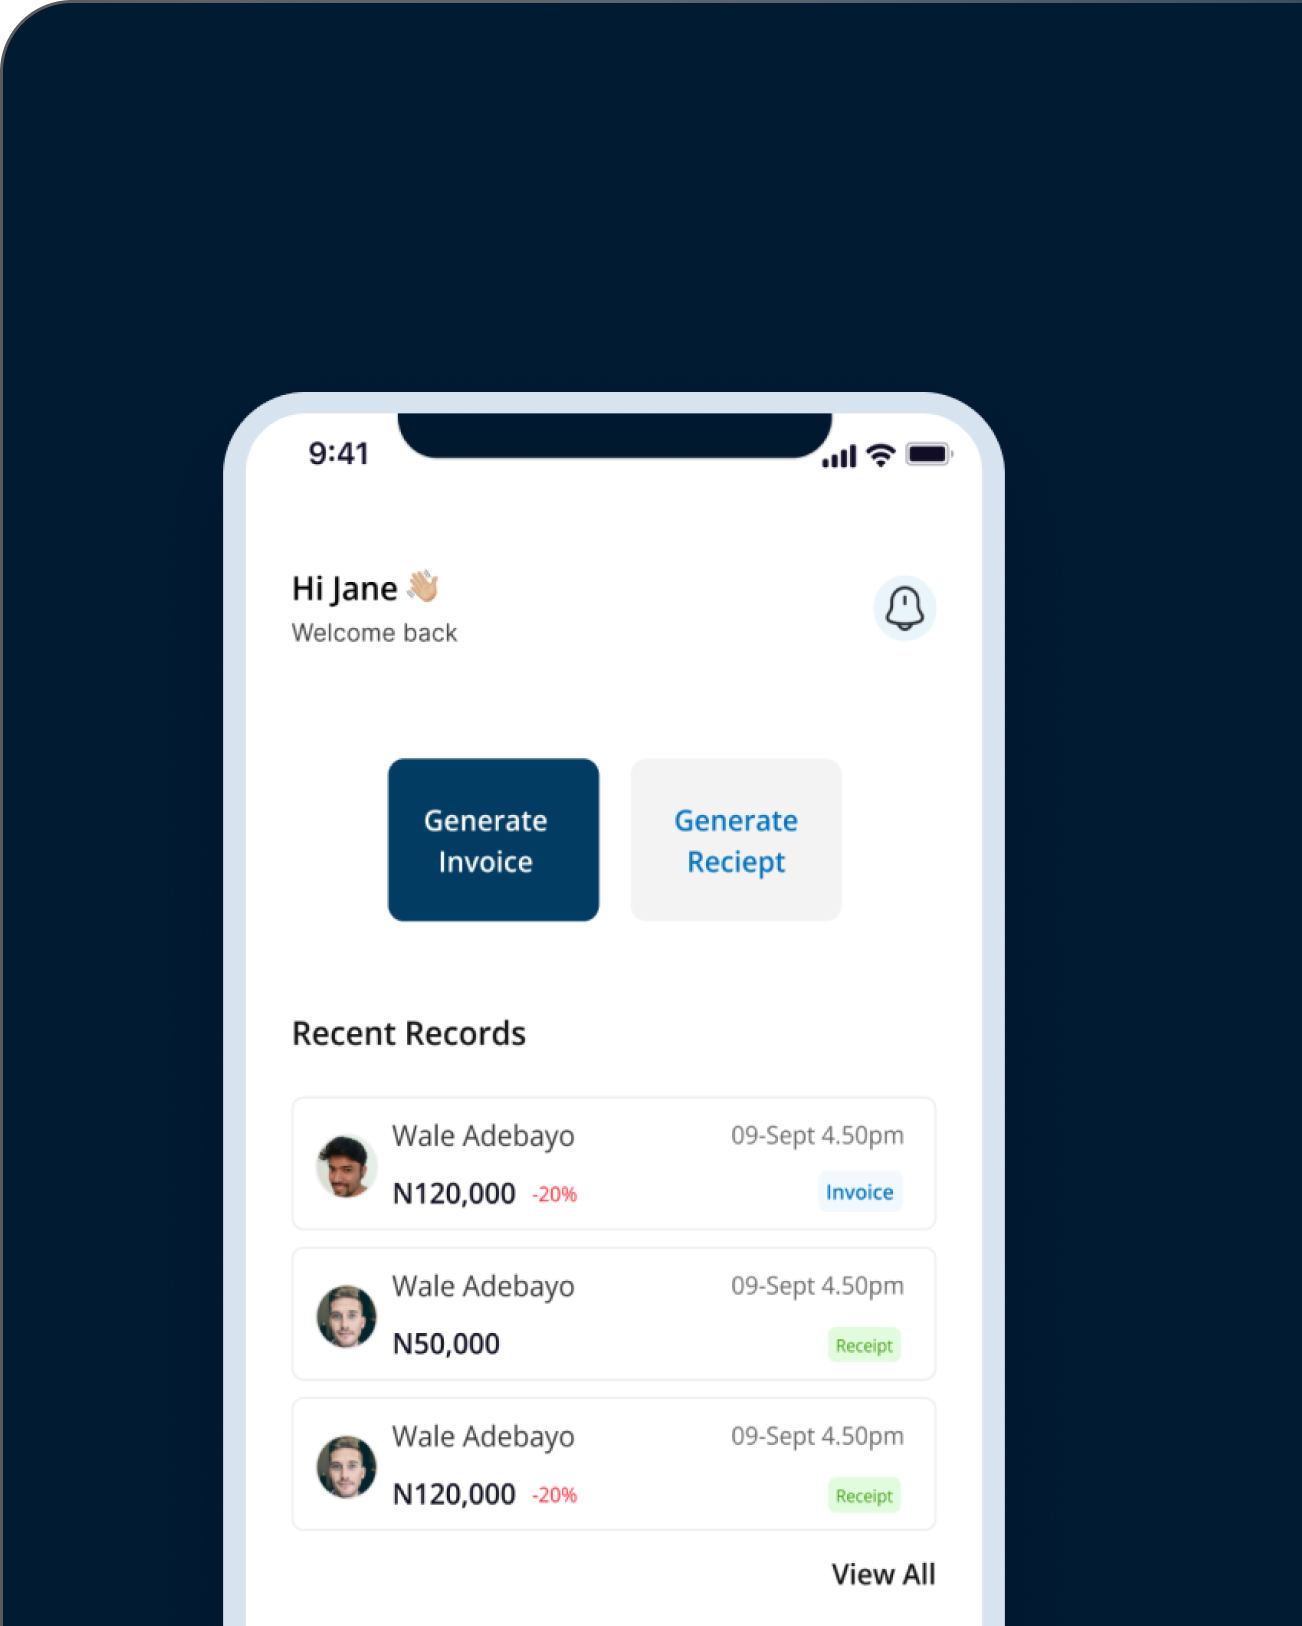 9:41
Hi Jane 👋🏼
Welcome back
Generate
Invoice
Generate
Reciept
Recent Records
Wale Adebayo 09-Sept 4.50pm
N120,000 -20% Invoice
Wale Adebayo 09-Sept 4.50pm
N50,000 Receipt
Wale Adebayo 09-Sept 4.50pm
N120,000 -20% Receipt
View All